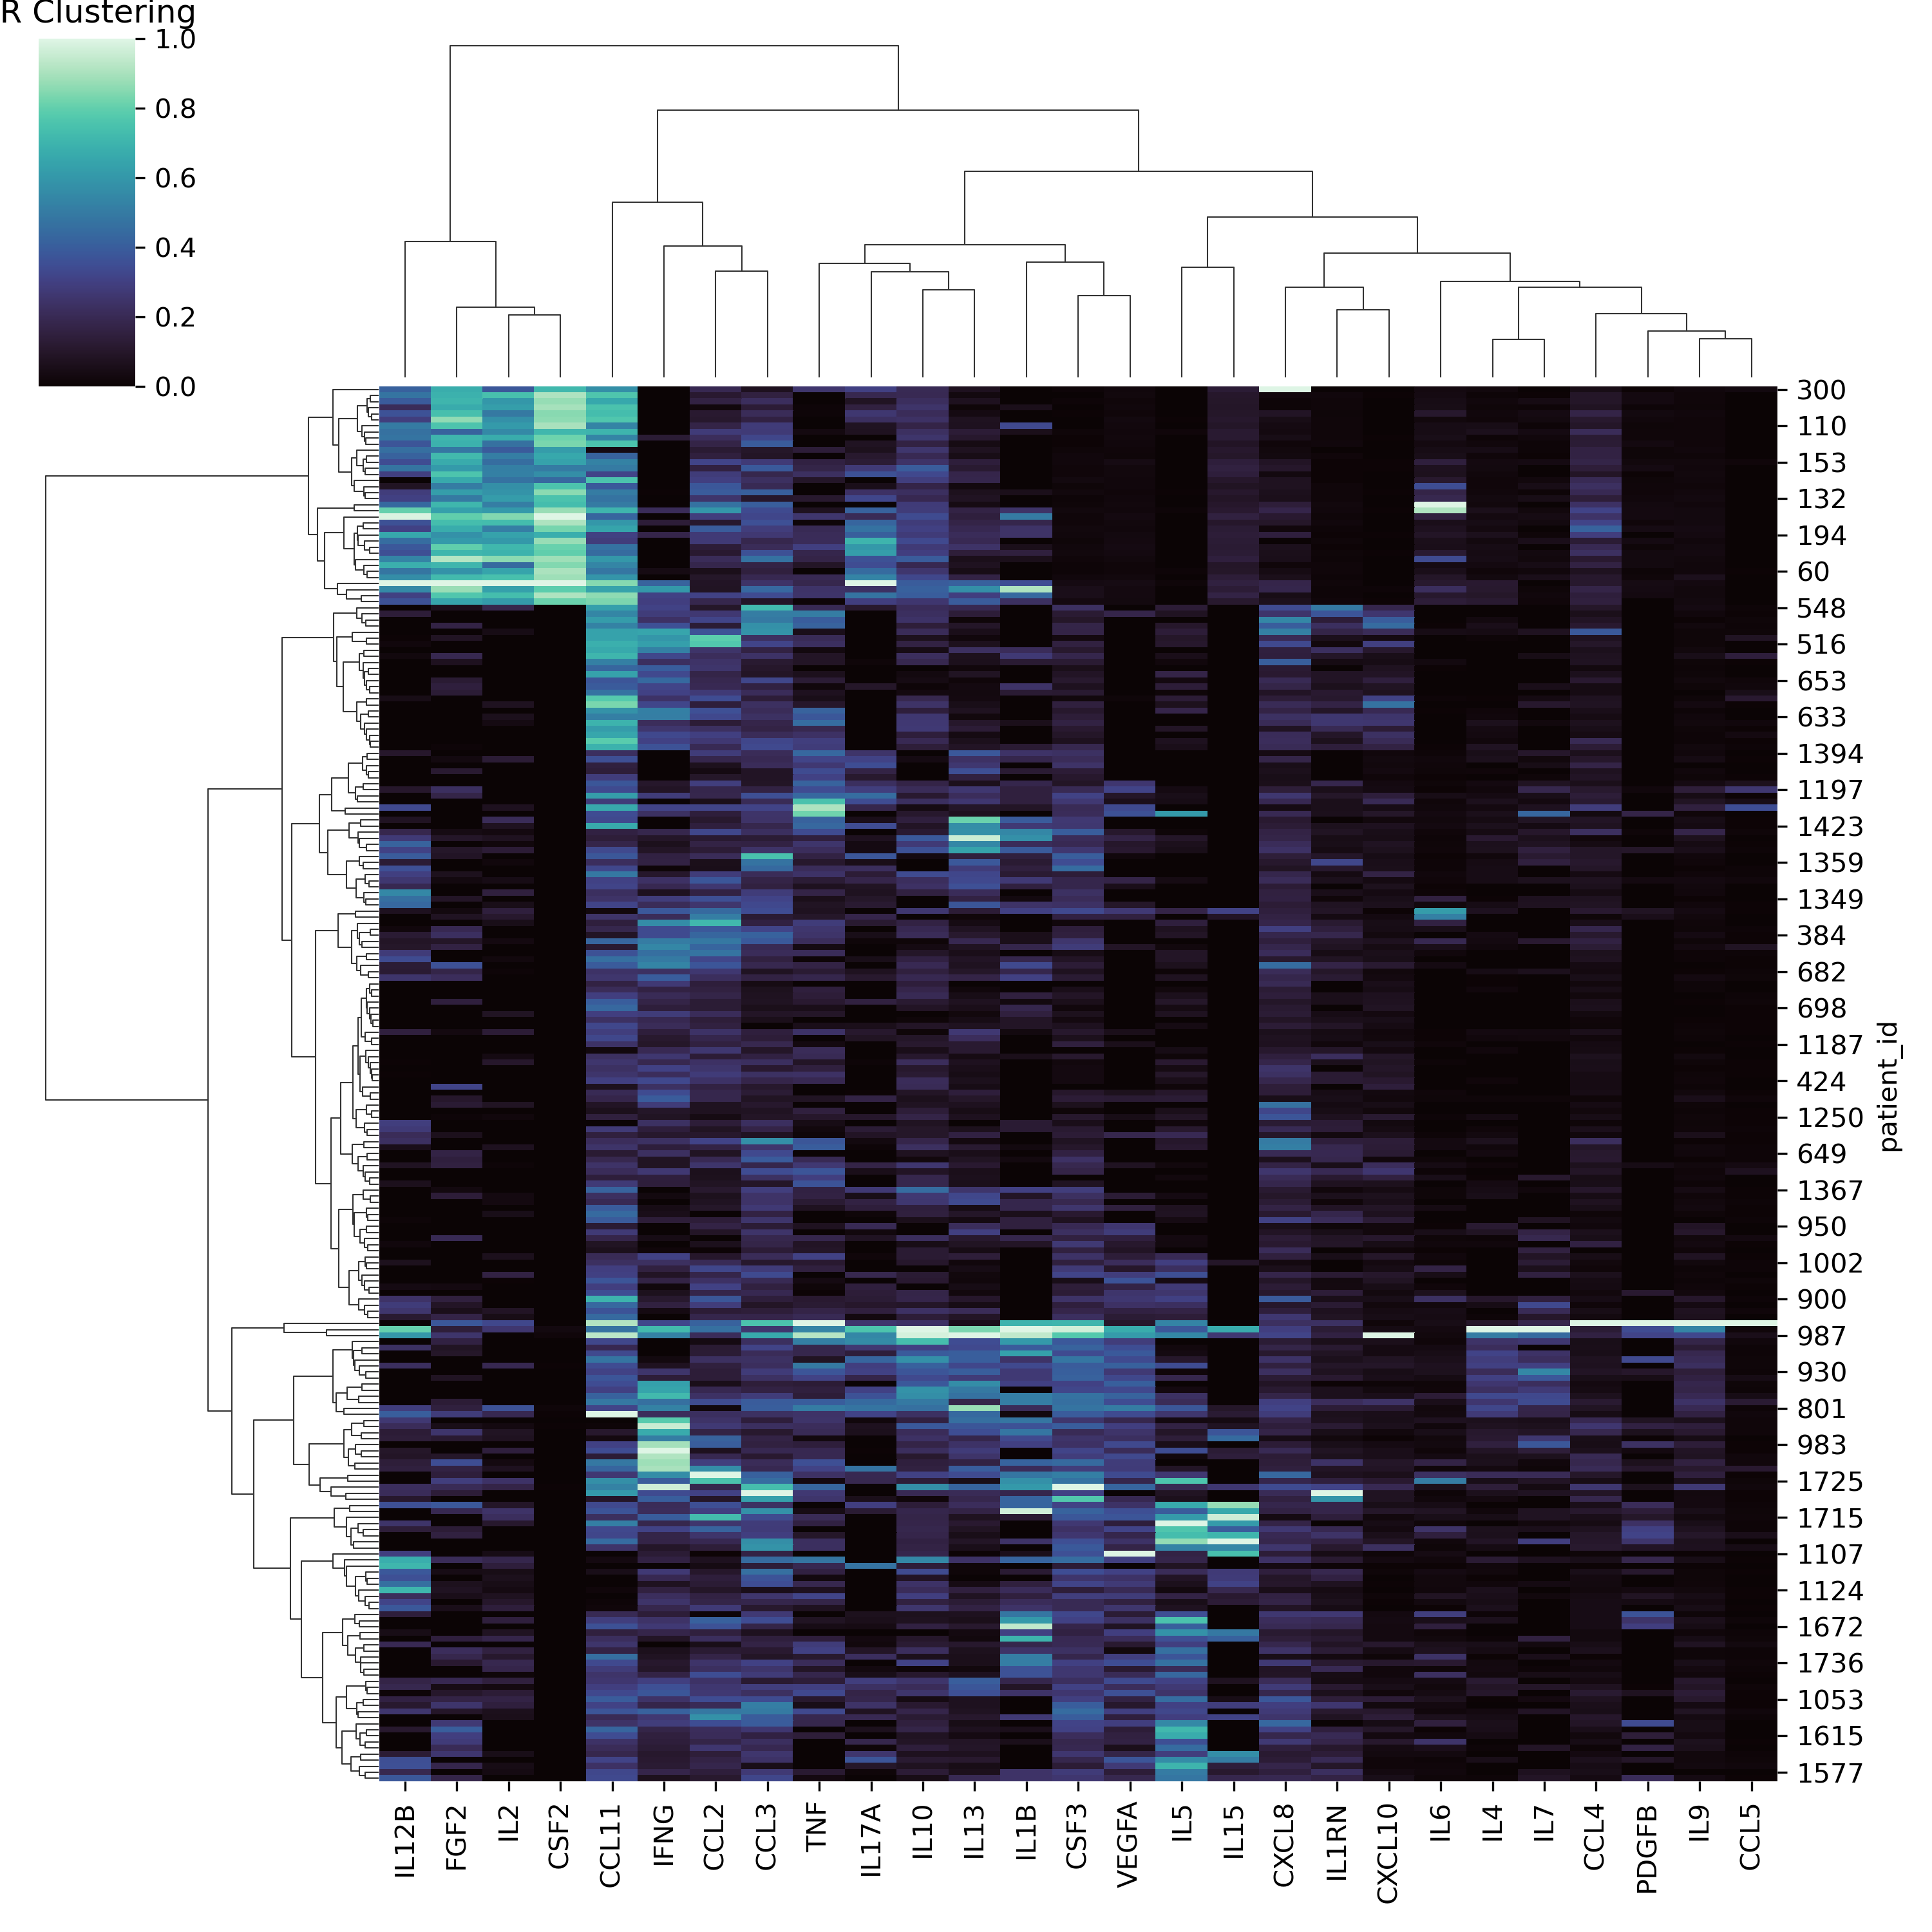 R Clustering
1.0
0.8
0.6
0.4
0.2
0.0
300
110
153
132
194
60
548
516
653
633
1394
1197
1423
1359
1349
384
682
698
1187
424
1250
649
1367
950
1002
900
987
930
801
983
1725
1715
1107
1124
1672
1736
1053
1615
1577
patient_id
IL12B
FGF2
IL2
CSF2
CCL11
IFNG
CCL2
CCL3
TNF
IL17A
IL10
IL13
IL1B
CSF3
VEGFA
IL5
IL15
CXCL8
IL1RN
CXCL10
IL6
IL4
IL7
CCL4
PDGFB
IL9
CCL5